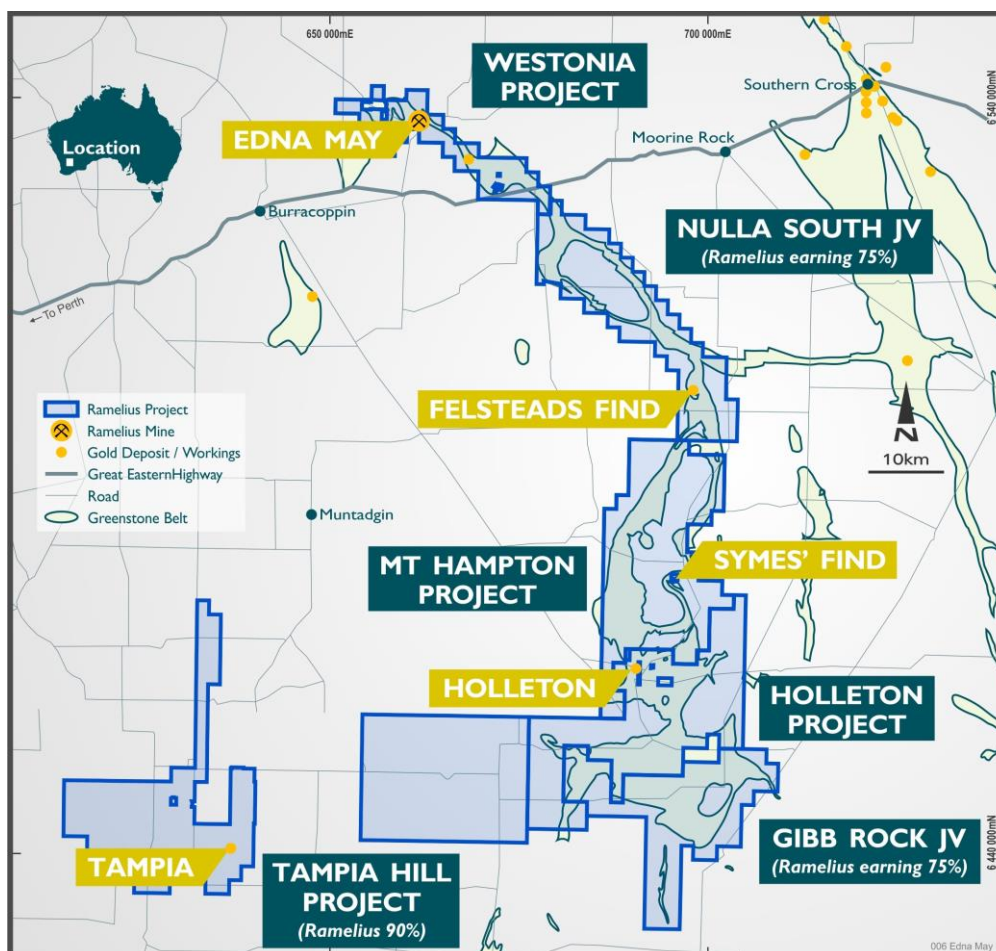 650 000mE
700 000mE
WESTONIA
PROJECT
Southern Cross
6 540 000mN
Location
EDNA MAY
Moorine Rock
Burracoppin
NULLA SOUTH JV
(Ramelius earning 75%)
To Perth
FELSTEADS FIND
Ramelius Project
Ramelius Mine
Gold Deposit / Workings
Great EasternHighway
Road
Greenstone Belt
N
10km
Muntadgin
SYMES' FIND
MT HAMPTON
PROJECT
HOLLETON
HOLLETON
PROJECT
GIBB ROCK JV
(Ramelius earning 75%)
6 440 000mN
TAMPIA
TAMPIA HILL
PROJECT
(Ramelius 90%)
006 Edna May